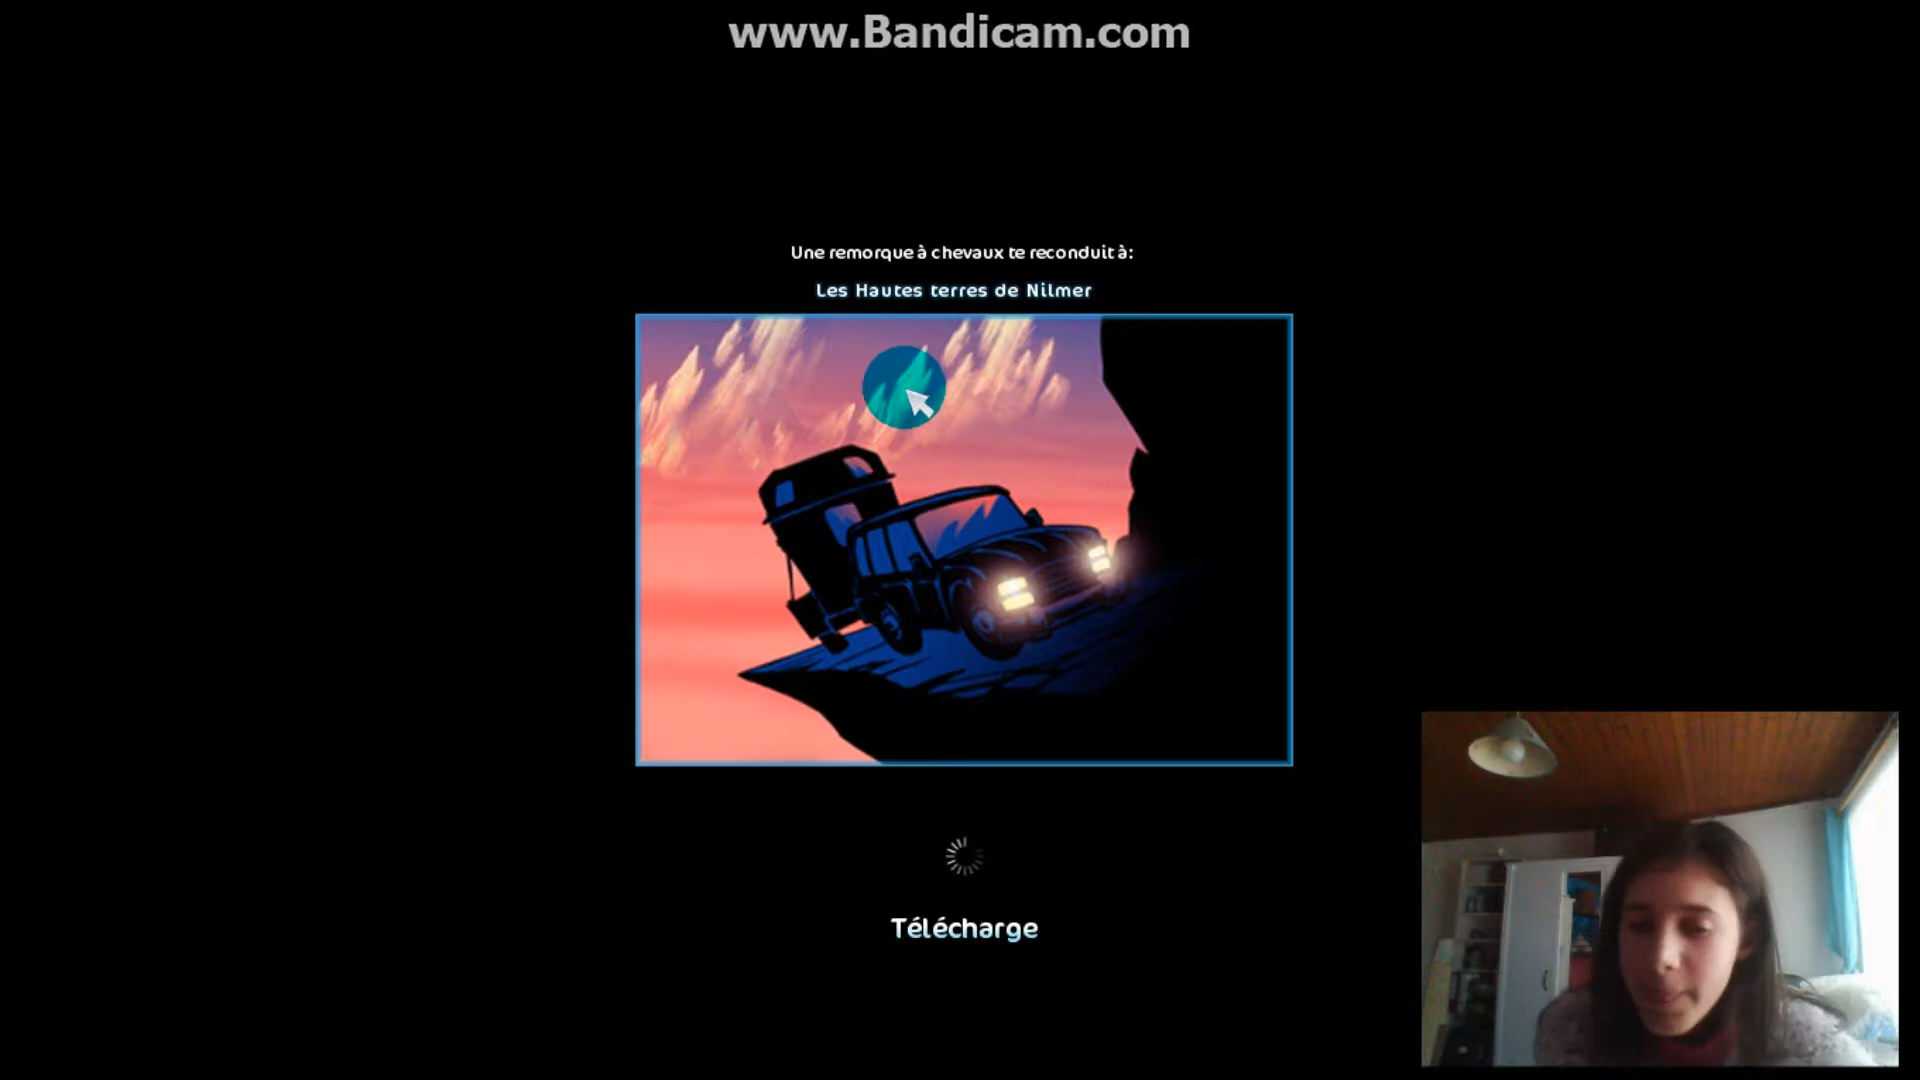 www.Bandicam.com
Une remorque à chevaux te reconduit à:
Les Hautes terres de Nilmer
Télécharge